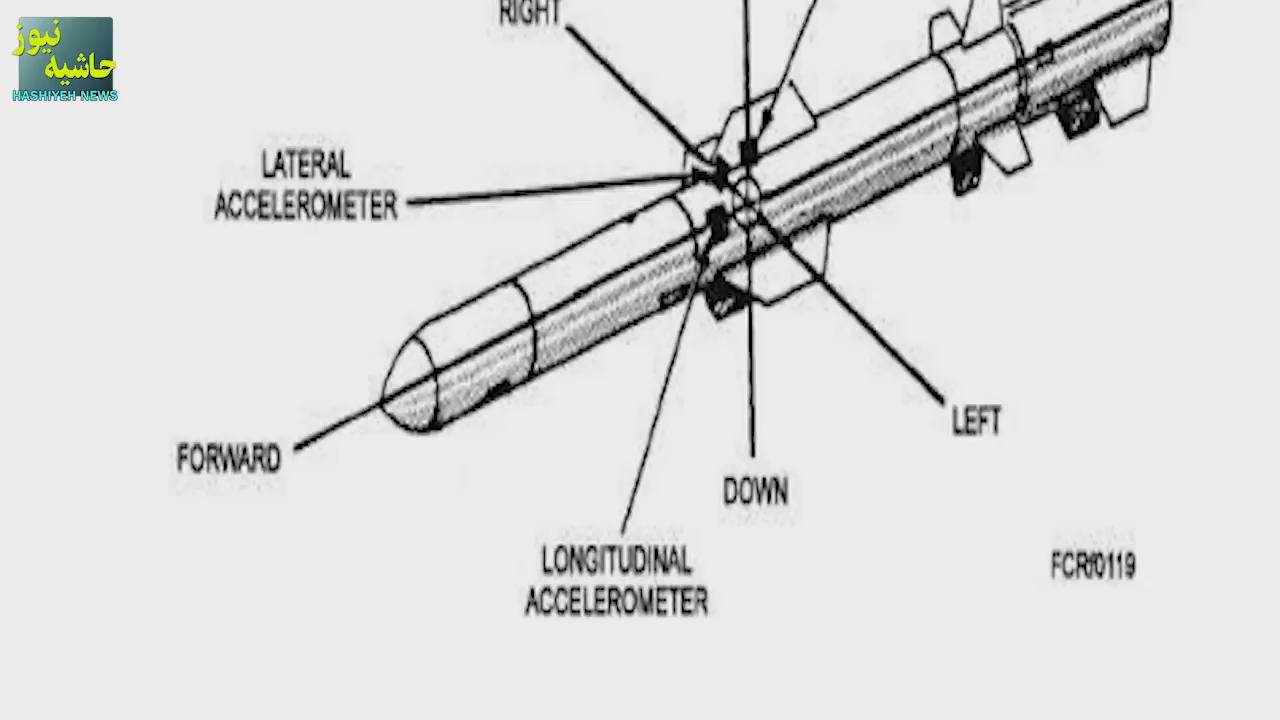 نیوز
حاشیه
HASHIYEH NEWS
RIGHT
LATERAL
ACCELEROMETER
FORWARD
LEFT
DOWN
LONGITUDINAL
ACCELEROMETER
FCRf0119